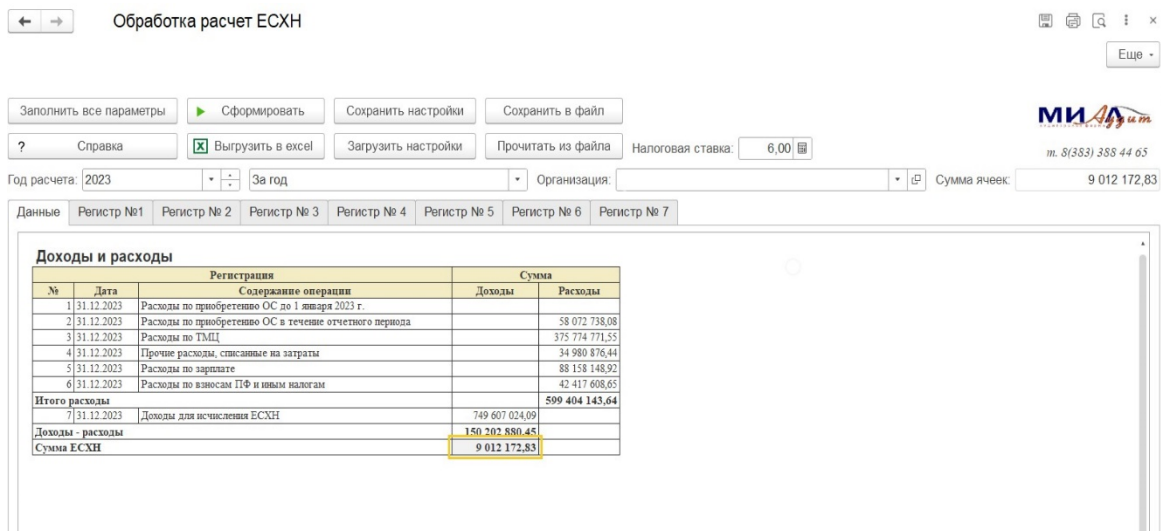 Обработка расчет ЕСХН
Еще
Заполнить все параметры Сформировать Сохранить настройки Сохранить в файл
МИАудит
? Справка Выгрузить в excel Загрузить настройки Прочитать из файла Налоговая ставка: 6,00
т. 8(383) 388 44 65
Год расчета: 2023 За год Организация: Сумма ячеек: 9 012 172,83
Данные Регистр №1 Регистр № 2 Регистр № 3 Регистр № 4 Регистр № 5 Регистр № 6 Регистр № 7
Доходы и расходы
Регистрация Сумма
№ Дата Содержание операции Доходы Расходы
1 31.12.2023 Расходы по приобретению ОС до 1 января 2023 г.
2 31.12.2023 Расходы по приобретению ОС в течение отчетного периода 58 072 738,08
3 31.12.2023 Расходы по ТМЦ 375 774 771,55
4 31.12.2023 Прочие расходы, списанные на затраты 34 980 876,44
5 31.12.2023 Расходы по зарплате 88 158 148,92
6 31.12.2023 Расходы по взносам ПФ и иным налогам 42 417 608,65
Итого расходы 599 404 143,64
7 31.12.2023 Доходы для исчисления ЕСХН 749 607 024,09
Доходы - расходы 150 202 880,45
Сумма ЕСХН 9 012 172,83